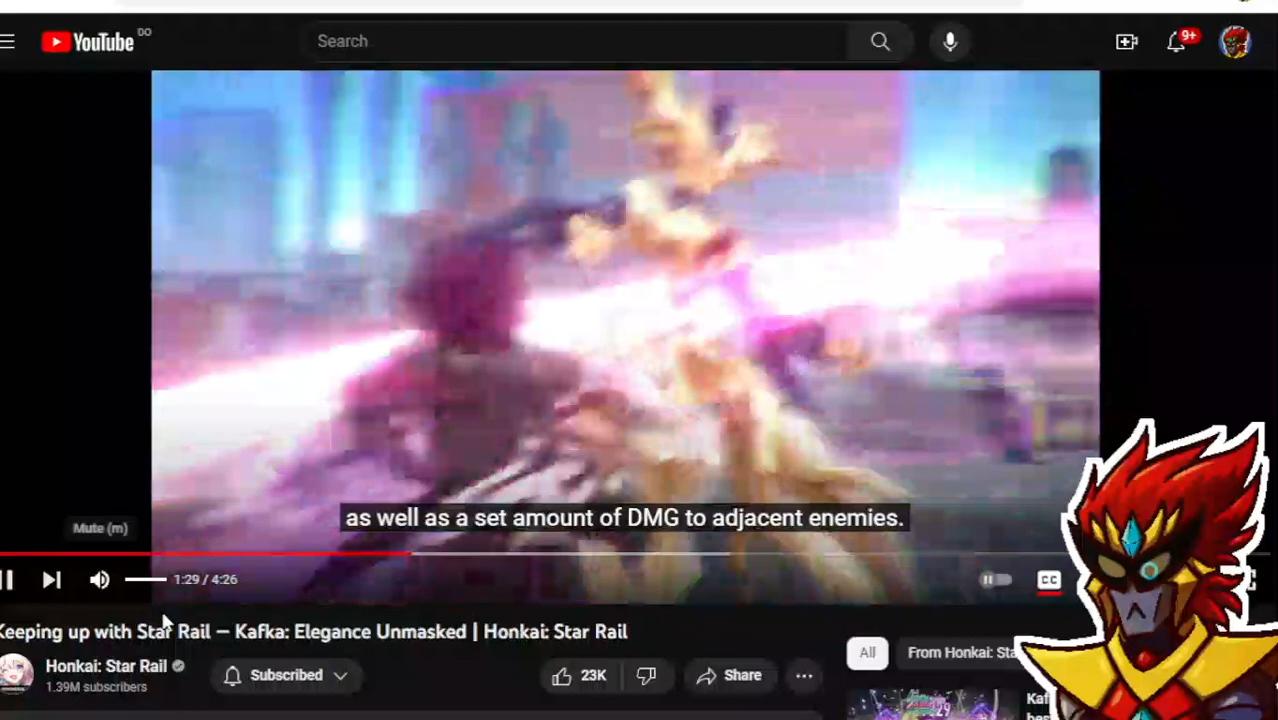 YouTube DO
Search
9+
as well as a set amount of DMG to adjacent enemies.
Mute (m)
1:29 / 4:26
CC
Keeping up with Star Rail — Kafka: Elegance Unmasked | Honkai: Star Rail
Honkai: Star Rail
1.39M subscribers
Subscribed
23K
Share
All
From Honkai: Sta
Kaf